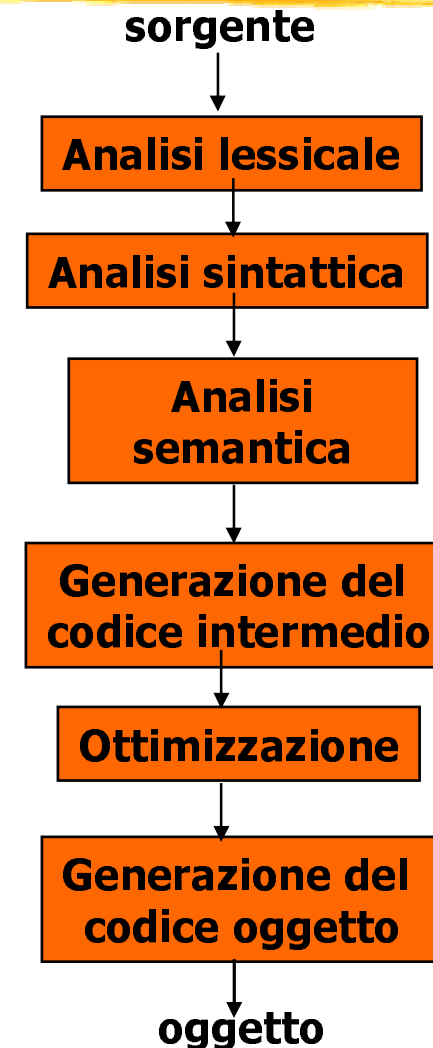 sorgente
Analisi lessicale
Analisi sintattica
Analisi
semantica
Generazione del
codice intermedio
Ottimizzazione
Generazione del
codice oggetto
oggetto